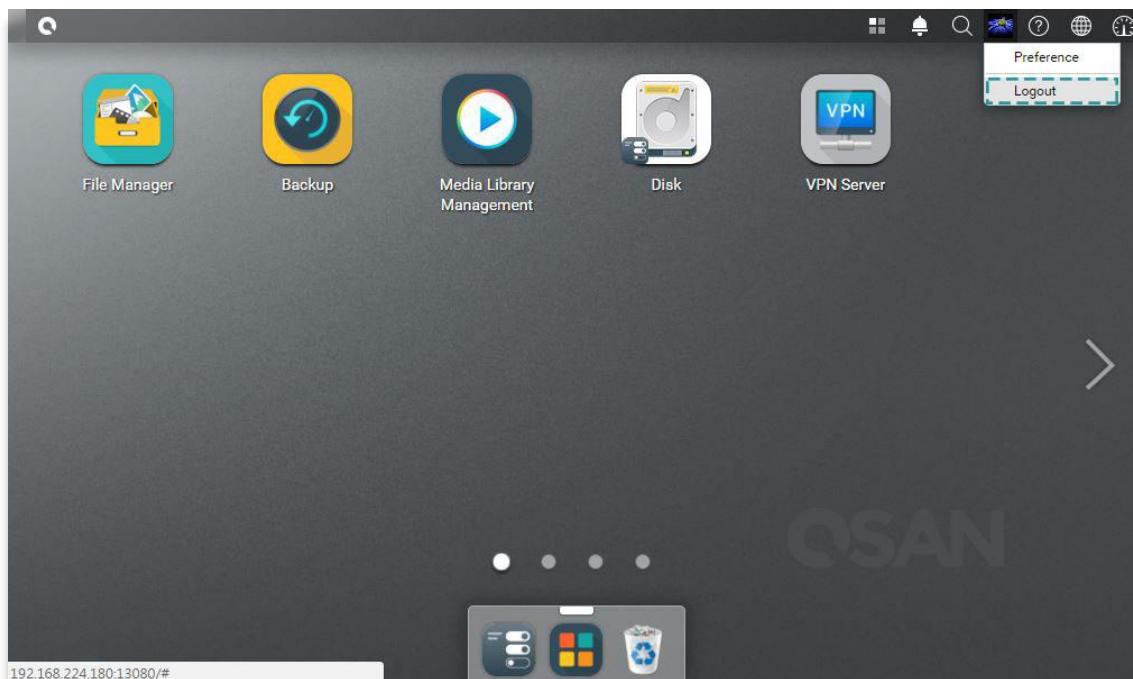 Preference
Logout
VPN
File Manager
Backup
Media Library
Management
Disk
VPN Server
QSAN
192.168.224.180:13080/#